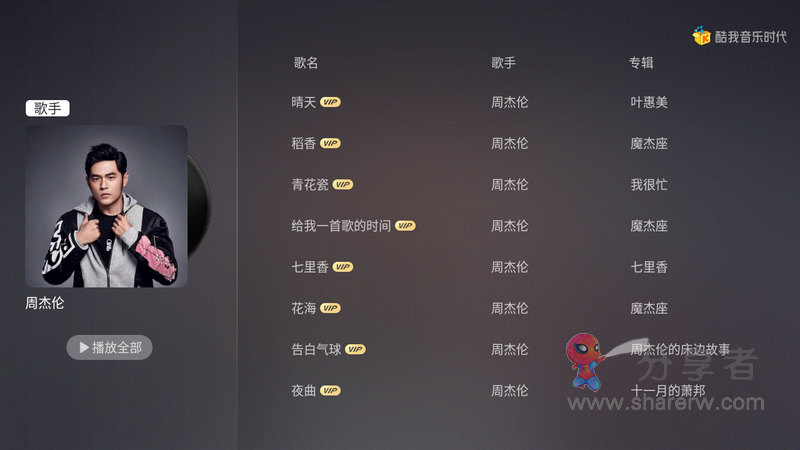 酷我音乐时代
歌手
周杰伦
播放全部
歌名 歌手 专辑
晴天 VIP 周杰伦 叶惠美
稻香 VIP 周杰伦 魔杰座
青花瓷 VIP 周杰伦 我很忙
给我一首歌的时间 VIP 周杰伦 魔杰座
七里香 VIP 周杰伦 七里香
花海 VIP 周杰伦 魔杰座
告白气球 VIP 周杰伦 周杰伦的床边故事
夜曲 VIP 周杰伦 十一月的萧邦
分享者
www.sharerw.com